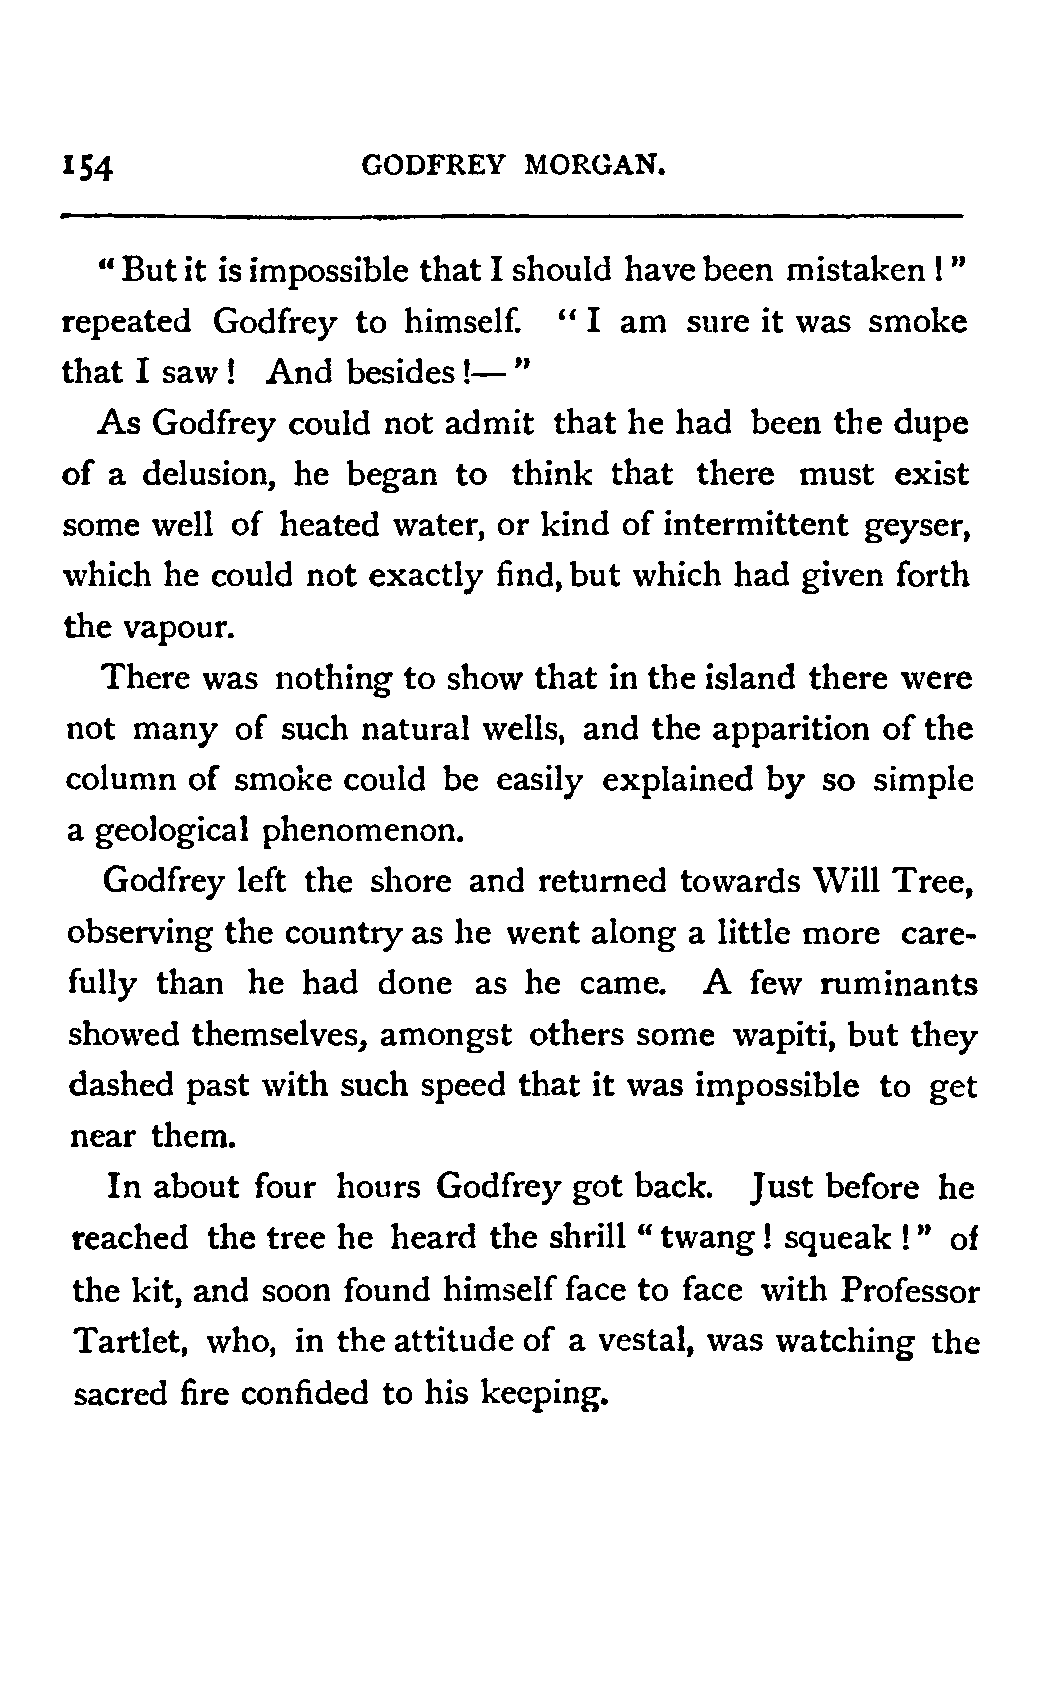 154 GODFREY MORGAN.
"But it is impossible that I should have been mistaken!"
repeated Godfrey to himself. "I am sure it was smoke
that I saw! And besides!—"
As Godfrey could not admit that he had been the dupe
of a delusion, he began to think that there must exist
some well of heated water, or kind of intermittent geyser,
which he could not exactly find, but which had given forth
the vapour.
There was nothing to show that in the island there were
not many of such natural wells, and the apparition of the
column of smoke could be easily explained by so simple
a geological phenomenon.
Godfrey left the shore and returned towards Will Tree,
observing the country as he went along a little more care-
fully than he had done as he came. A few ruminants
showed themselves, amongst others some wapiti, but they
dashed past with such speed that it was impossible to get
near them.
In about four hours Godfrey got back. Just before he
reached the tree he heard the shrill "twang! squeak!" of
the kit, and soon found himself face to face with Professor
Tartlet, who, in the attitude of a vestal, was watching the
sacred fire confided to his keeping.